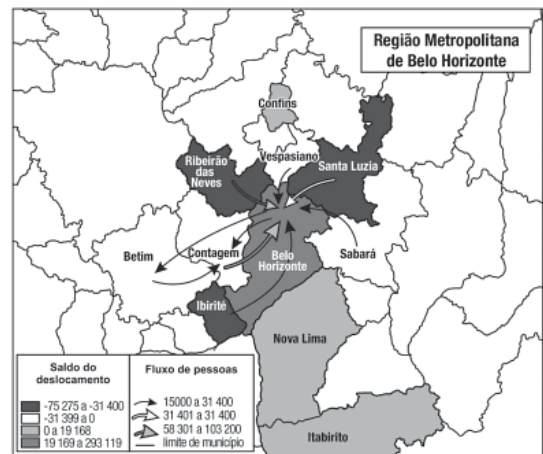 Região Metropolitana
de Belo Horizonte
Confins
Ribeirão
das
Neves
Vespasiano
Santa Luzia
Betim
Contagem
Belo
Horizonte
Sabará
Ibirité
Nova Lima
Itabirito
Saldo do
deslocamento
-75 275 a -31 400
-31 399 a 0
0 a 19 168
19 169 a 293 119
Fluxo de pessoas
15000 a 31 400
31 401 a 31 400
58 301 a 103 200
limite de município